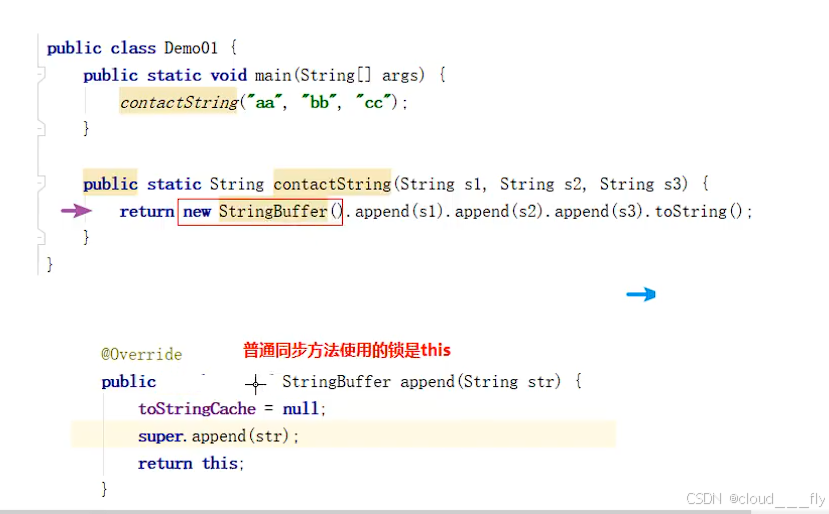 public class Demo01 {
public static void main(String[] args) {
contactString("aa", "bb", "cc");
}
public static String contactString(String s1, String s2, String s3) {
return new StringBuffer().append(s1).append(s2).append(s3).toString();
}
}
普通同步方法使用的锁是this
@Override
public StringBuffer append(String str) {
toStringCache = null;
super.append(str);
return this;
}
CSDN @cloud___fly